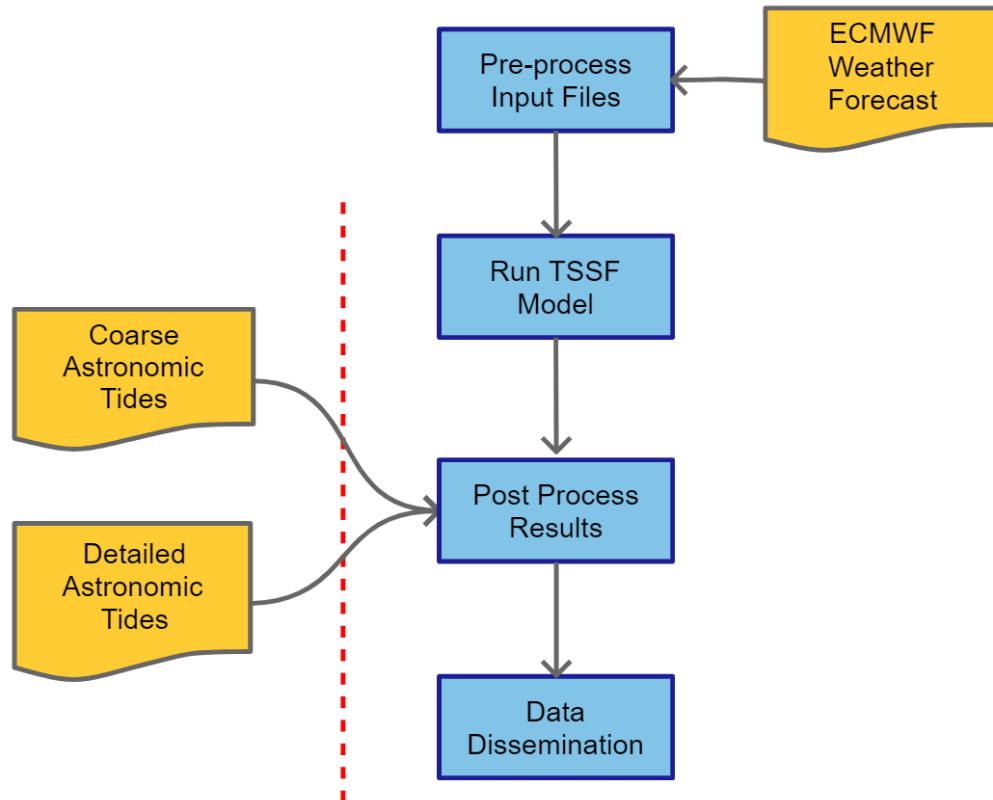 Pre-process
Input Files
ECMWF
Weather
Forecast
Run TSSF
Model
Coarse
Astronomic
Tides
Post Process
Results
Detailed
Astronomic
Tides
Data
Dissemination